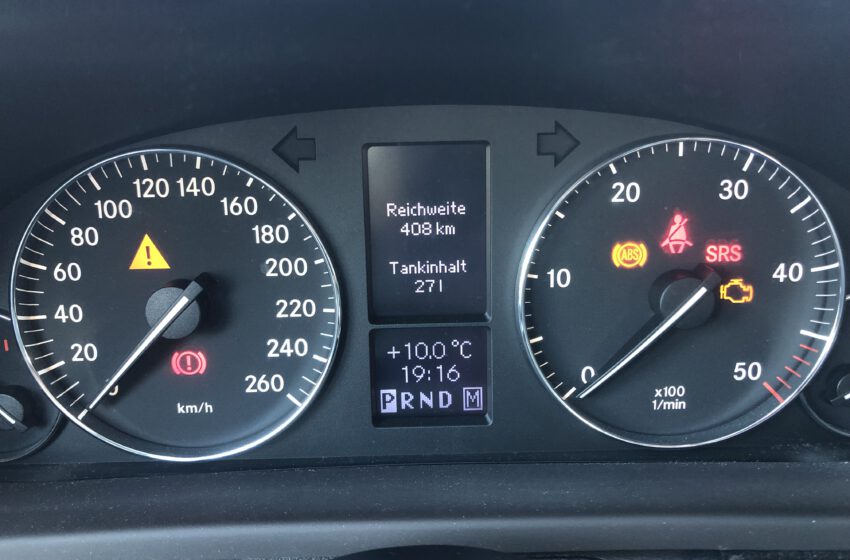 0
20
40
60
80
100
120
140
160
180
200
220
240
260
km/h
!
(!)
Reichweite
408 km
Tankinhalt
27 l
+10.0 °C
19:16
P R N D M
0
10
20
30
40
50
x100
1/min
ABS
SRS